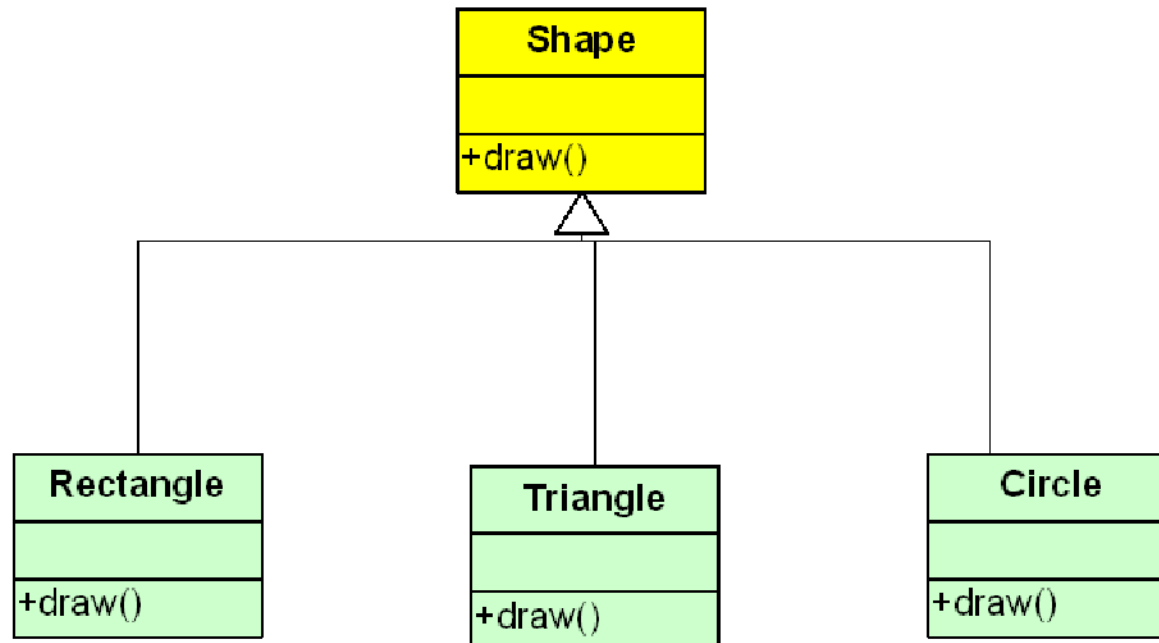 Shape
+draw()
Rectangle
+draw()
Triangle
+draw()
Circle
+draw()